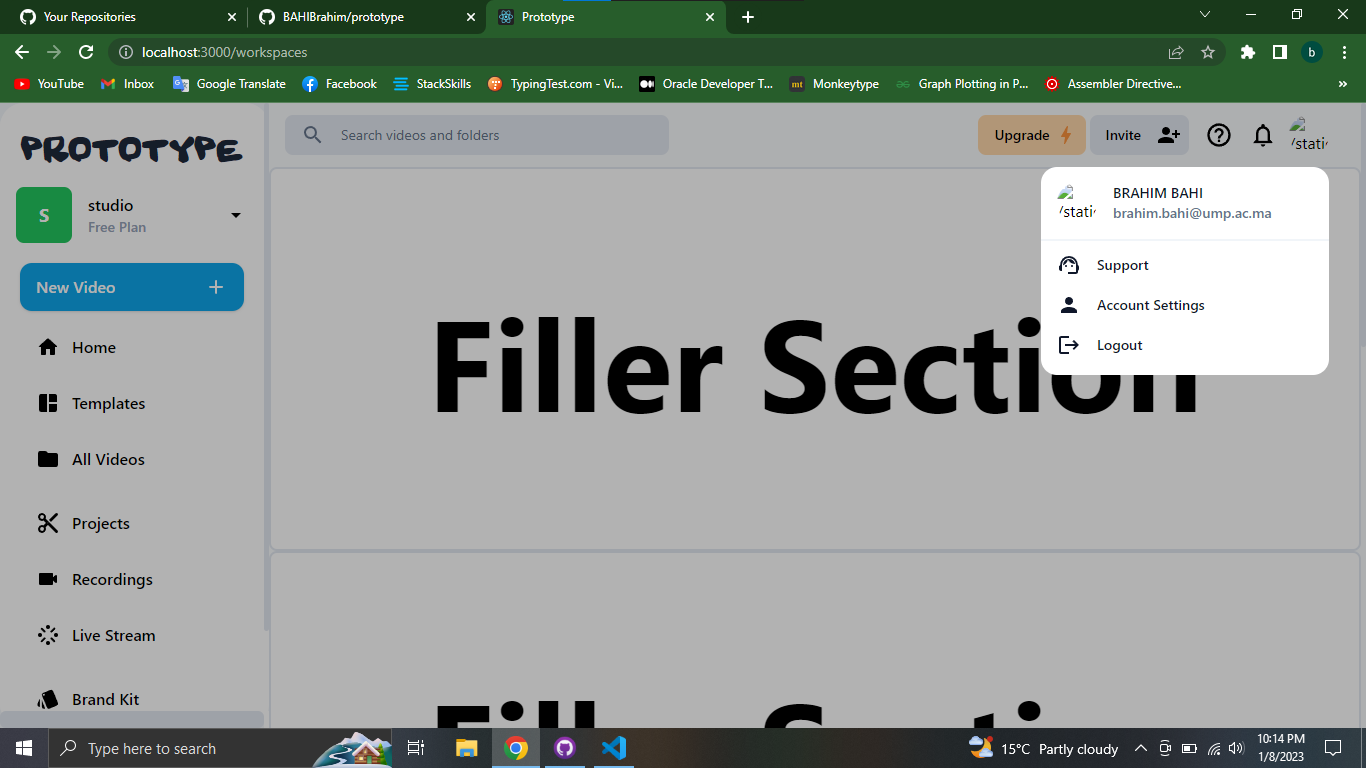 Your Repositories
BAHIBrahim/prototype
Prototype
localhost:3000/workspaces
b
YouTube
Inbox
Google Translate
Facebook
StackSkills
TypingTest.com - Vi...
Oracle Developer T...
mt Monkeytype
Graph Plotting in P...
Assembler Directive...
»
PROTOTYPE
Search videos and folders
Upgrade
Invite
/stati
S
studio
Free Plan
BRAHIM BAHI
/stati
brahim.bahi@ump.ac.ma
Support
Account Settings
Logout
New Video +
Home
Templates
All Videos
Projects
Recordings
Live Stream
Brand Kit
Filler Section
Filler Section
Type here to search
15°C Partly cloudy
10:14 PM
1/8/2023